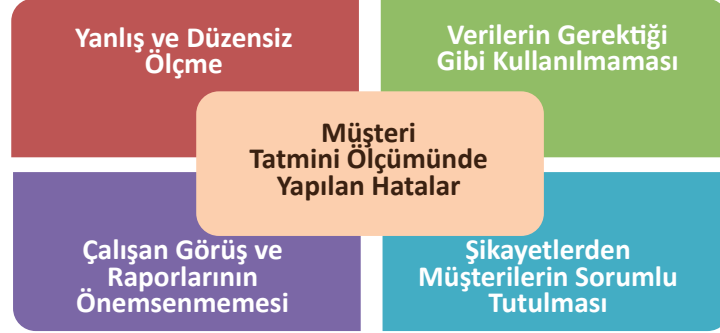 Yanlış ve Düzensiz
Ölçme
Verilerin Gerektiği
Gibi Kullanılmaması
Müşteri
Tatmini Ölçümünde
Yapılan Hatalar
Çalışan Görüş ve
Raporlarının
Önemsenmemesi
Şikayetlerden
Müşterilerin Sorumlu
Tutulması